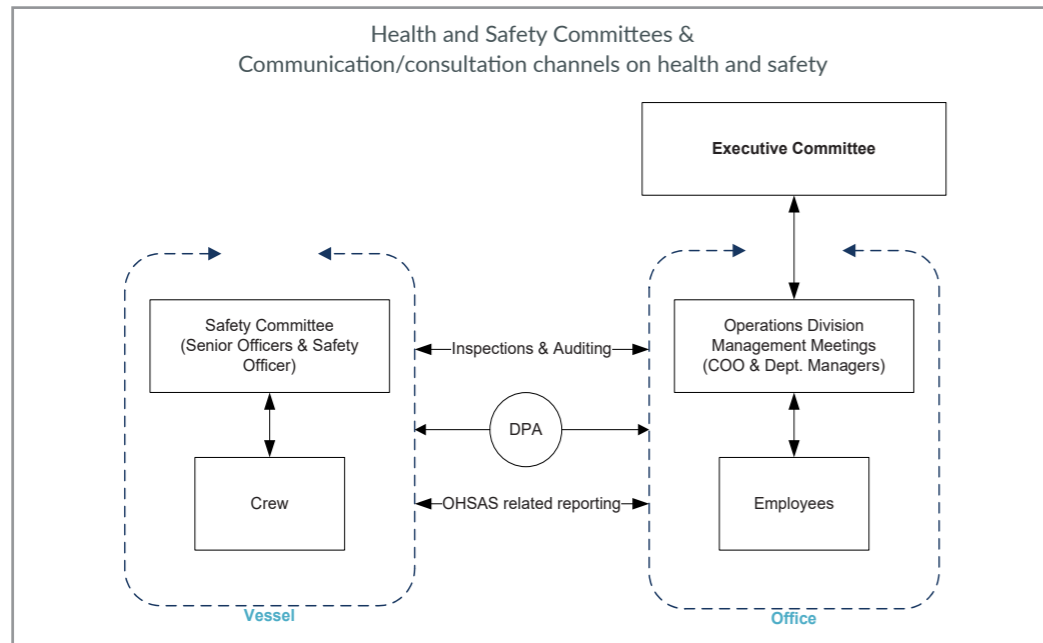 Health and Safety Committees &
Communication/consultation channels on health and safety
Executive Committee
Safety Committee
(Senior Officers & Safety
Officer)
Inspections & Auditing
Operations Division
Management Meetings
(COO & Dept. Managers)
DPA
Crew
OHSAS related reporting
Employees
Vessel
Office